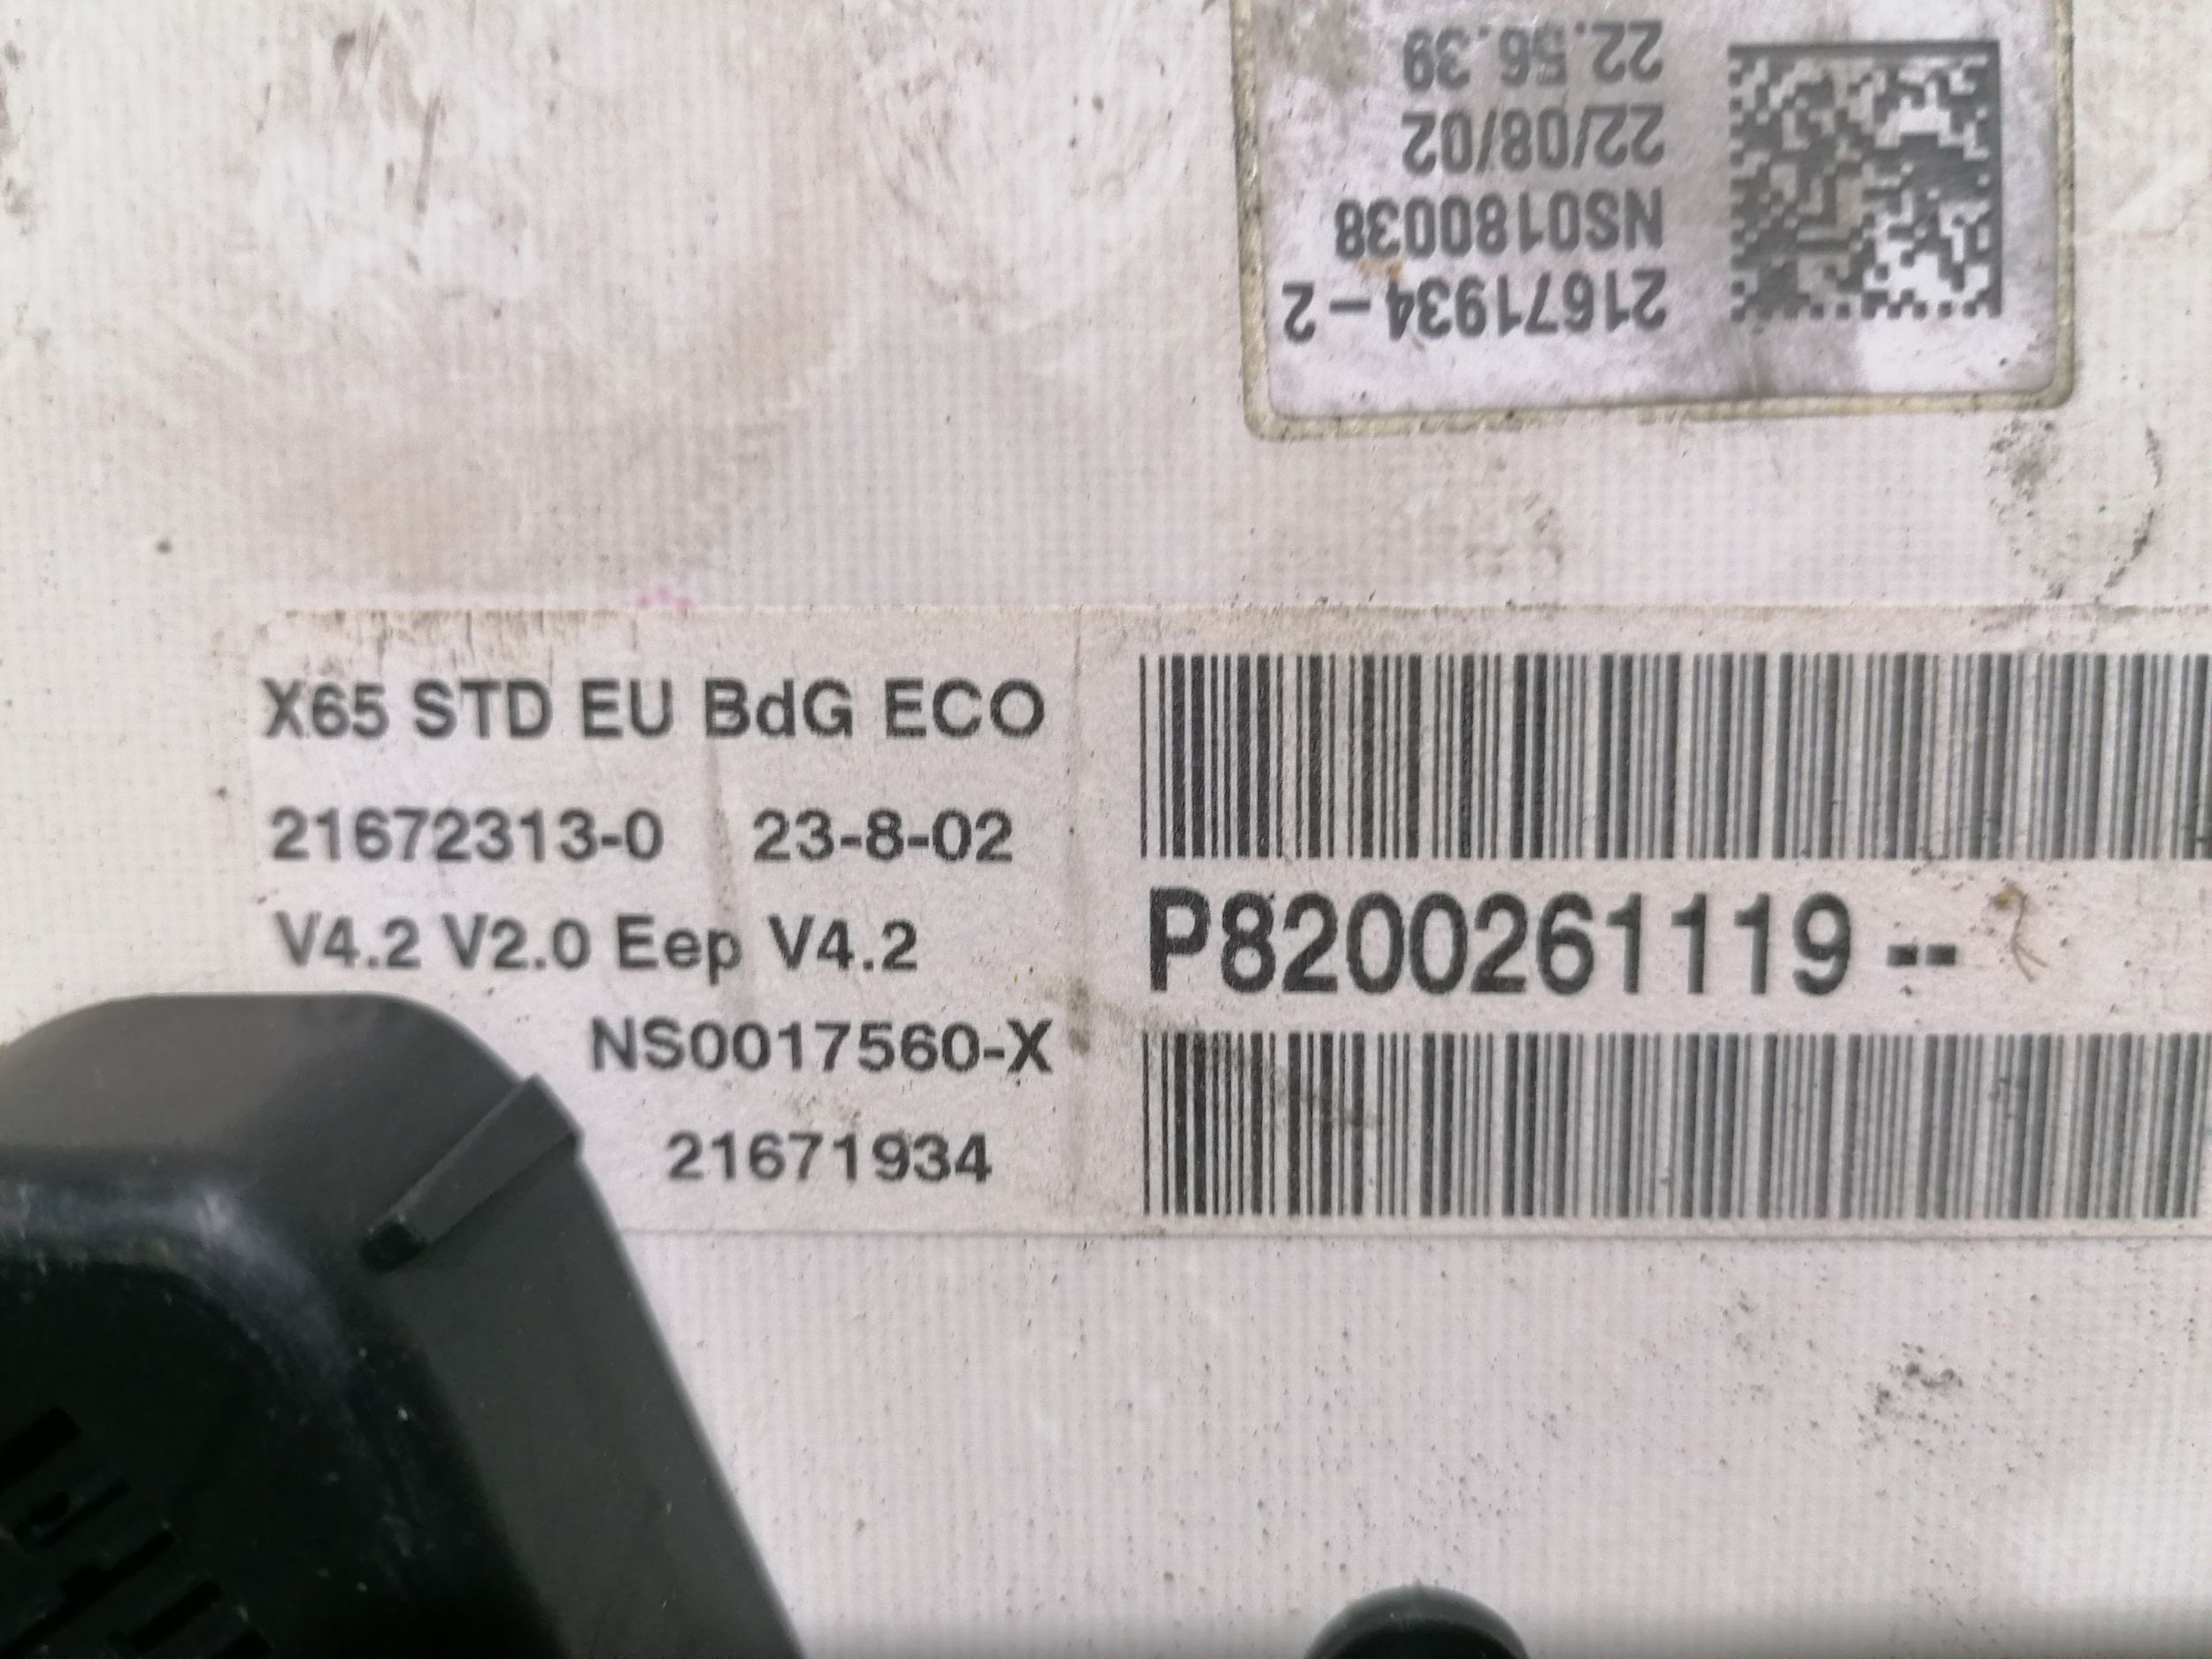 21671934-2
NS0180038
22/08/02
22.56.39
X65 STD EU BdG ECO
21672313-0 23-8-02
V4.2 V2.0 Eep V4.2
NS0017560-X
21671934
P8200261119--